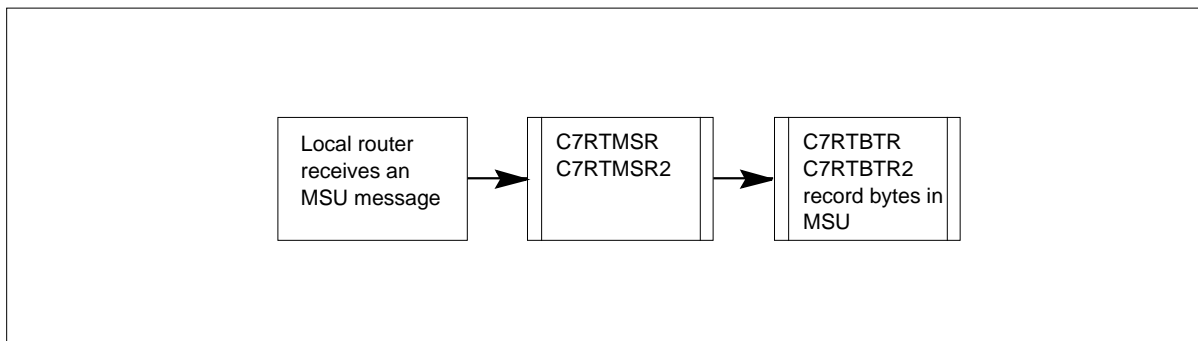 Local router
receives an
MSU message
C7RTMSR
C7RTMSR2
C7RTBTR
C7RTBTR2
record bytes in
MSU